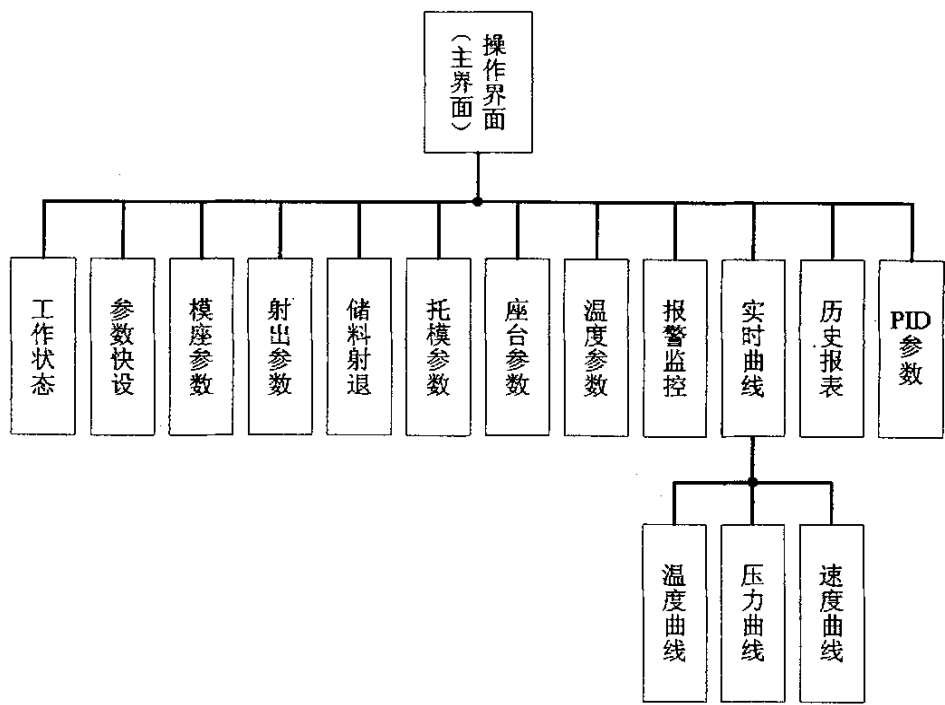 操作界面
（主界面）
工作状态
参数快设
模座参数
射出参数
储料射退
托模参数
座台参数
温度参数
报警监控
实时曲线
历史报表
PID参数
温度曲线
压力曲线
速度曲线